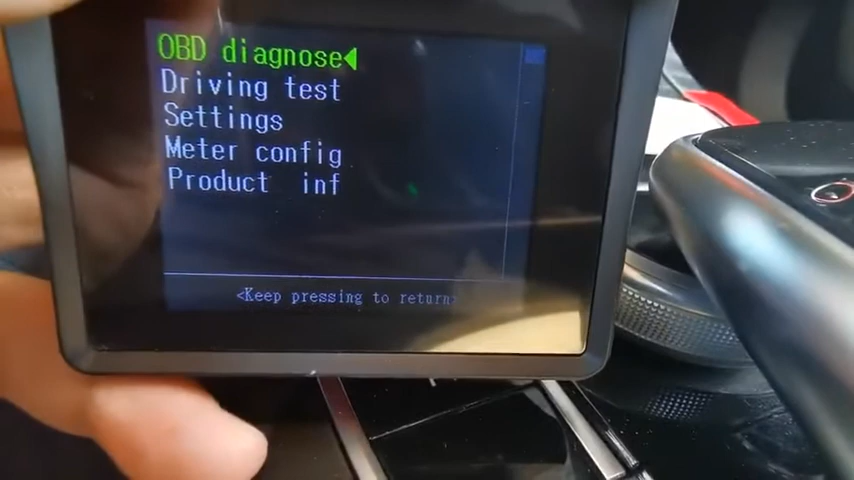 OBD diagnose
Driving test
Settings
Meter config
Product inf
<Keep pressing to return>